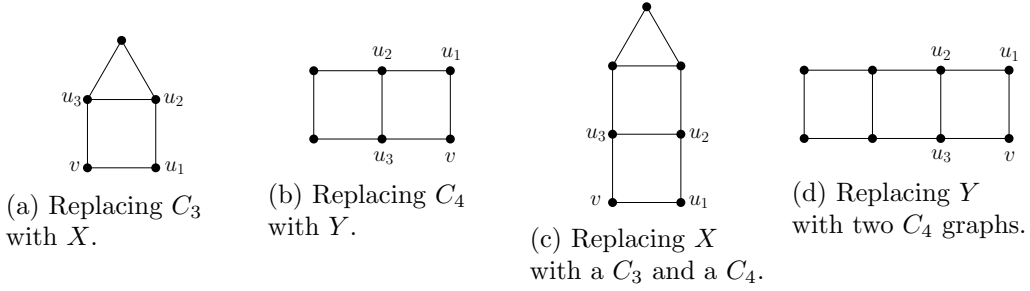 u₃
u₂
v
u₁
(a) Replacing C₃
with X.
u₂
u₁
u₃
v
(b) Replacing C₄
with Y.
u₃
u₂
v
u₁
(c) Replacing X
with a C₃ and a C₄.
u₂
u₁
u₃
v
(d) Replacing Y
with two C₄ graphs.